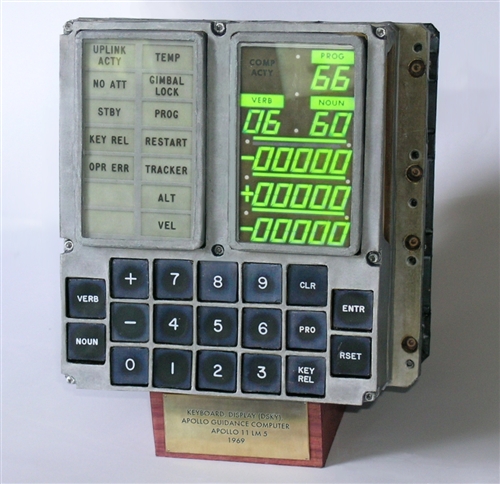 UPLINK
ACTY
TEMP
NO ATT
GIMBAL
LOCK
STBY
PROG
KEY REL
RESTART
OPR ERR
TRACKER
ALT
VEL
COMP
ACTY
PROG
66
VERB
NOUN
06
60
-00000
+00000
-00000
VERB
NOUN
+ 7 8 9 CLR
- 4 5 6 PRO
0 1 2 3 KEY
REL
ENTR
RSET
KEYBOARD, DISPLAY (DSKY)
APOLLO GUIDANCE COMPUTER
APOLLO 11 LM 5
1969